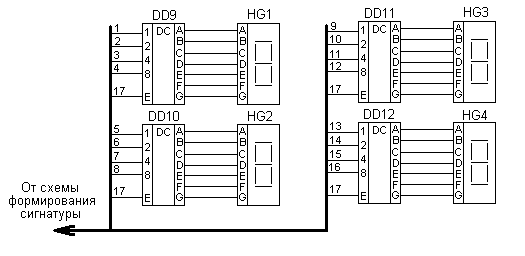 DD9 HG1
1 1 DC A A
2 2 B B
3 4 C C
4 8 D D
E E
F F
17 E G G
DD10 HG2
5 1 DC A A
6 2 B B
7 4 C C
8 8 D D
E E
F F
17 E G G
DD11 HG3
9 1 DC A A
10 2 B B
11 4 C C
12 8 D D
E E
F F
17 E G G
DD12 HG4
13 1 DC A A
14 2 B B
15 4 C C
16 8 D D
E E
F F
17 E G G
От схемы
формирования
сигнатуры